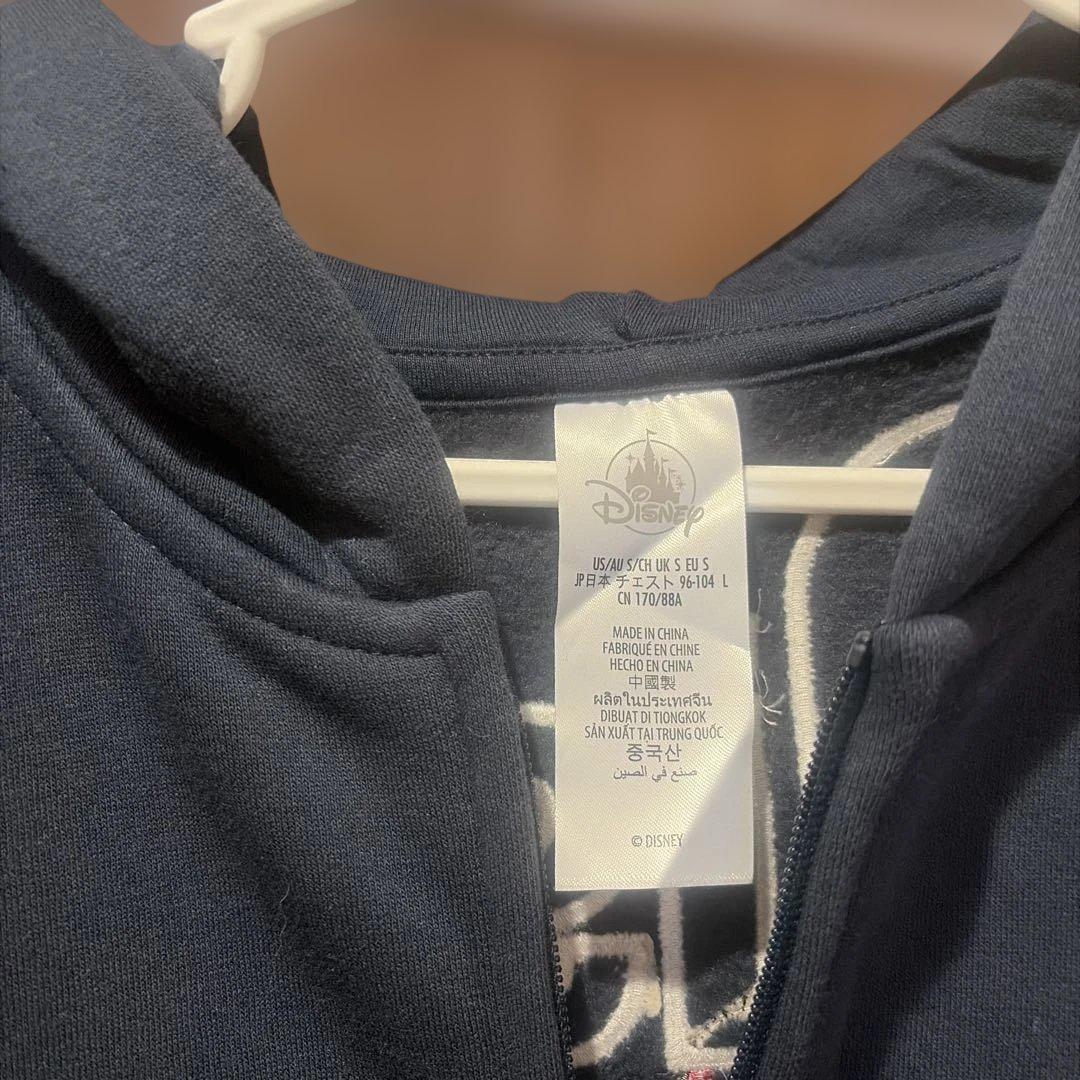 Disney
US/AU S/CH UK S EU S
JP日本 チェスト 96-104 L
CN 170/88A
MADE IN CHINA
FABRIQUÉ EN CHINE
HECHO EN CHINA
中國製
ผลิตในประเทศจีน
DIBUAT DI TIONGKOK
SẢN XUẤT TẠI TRUNG QUỐC
중국산
صنع في الصين
© DISNEY